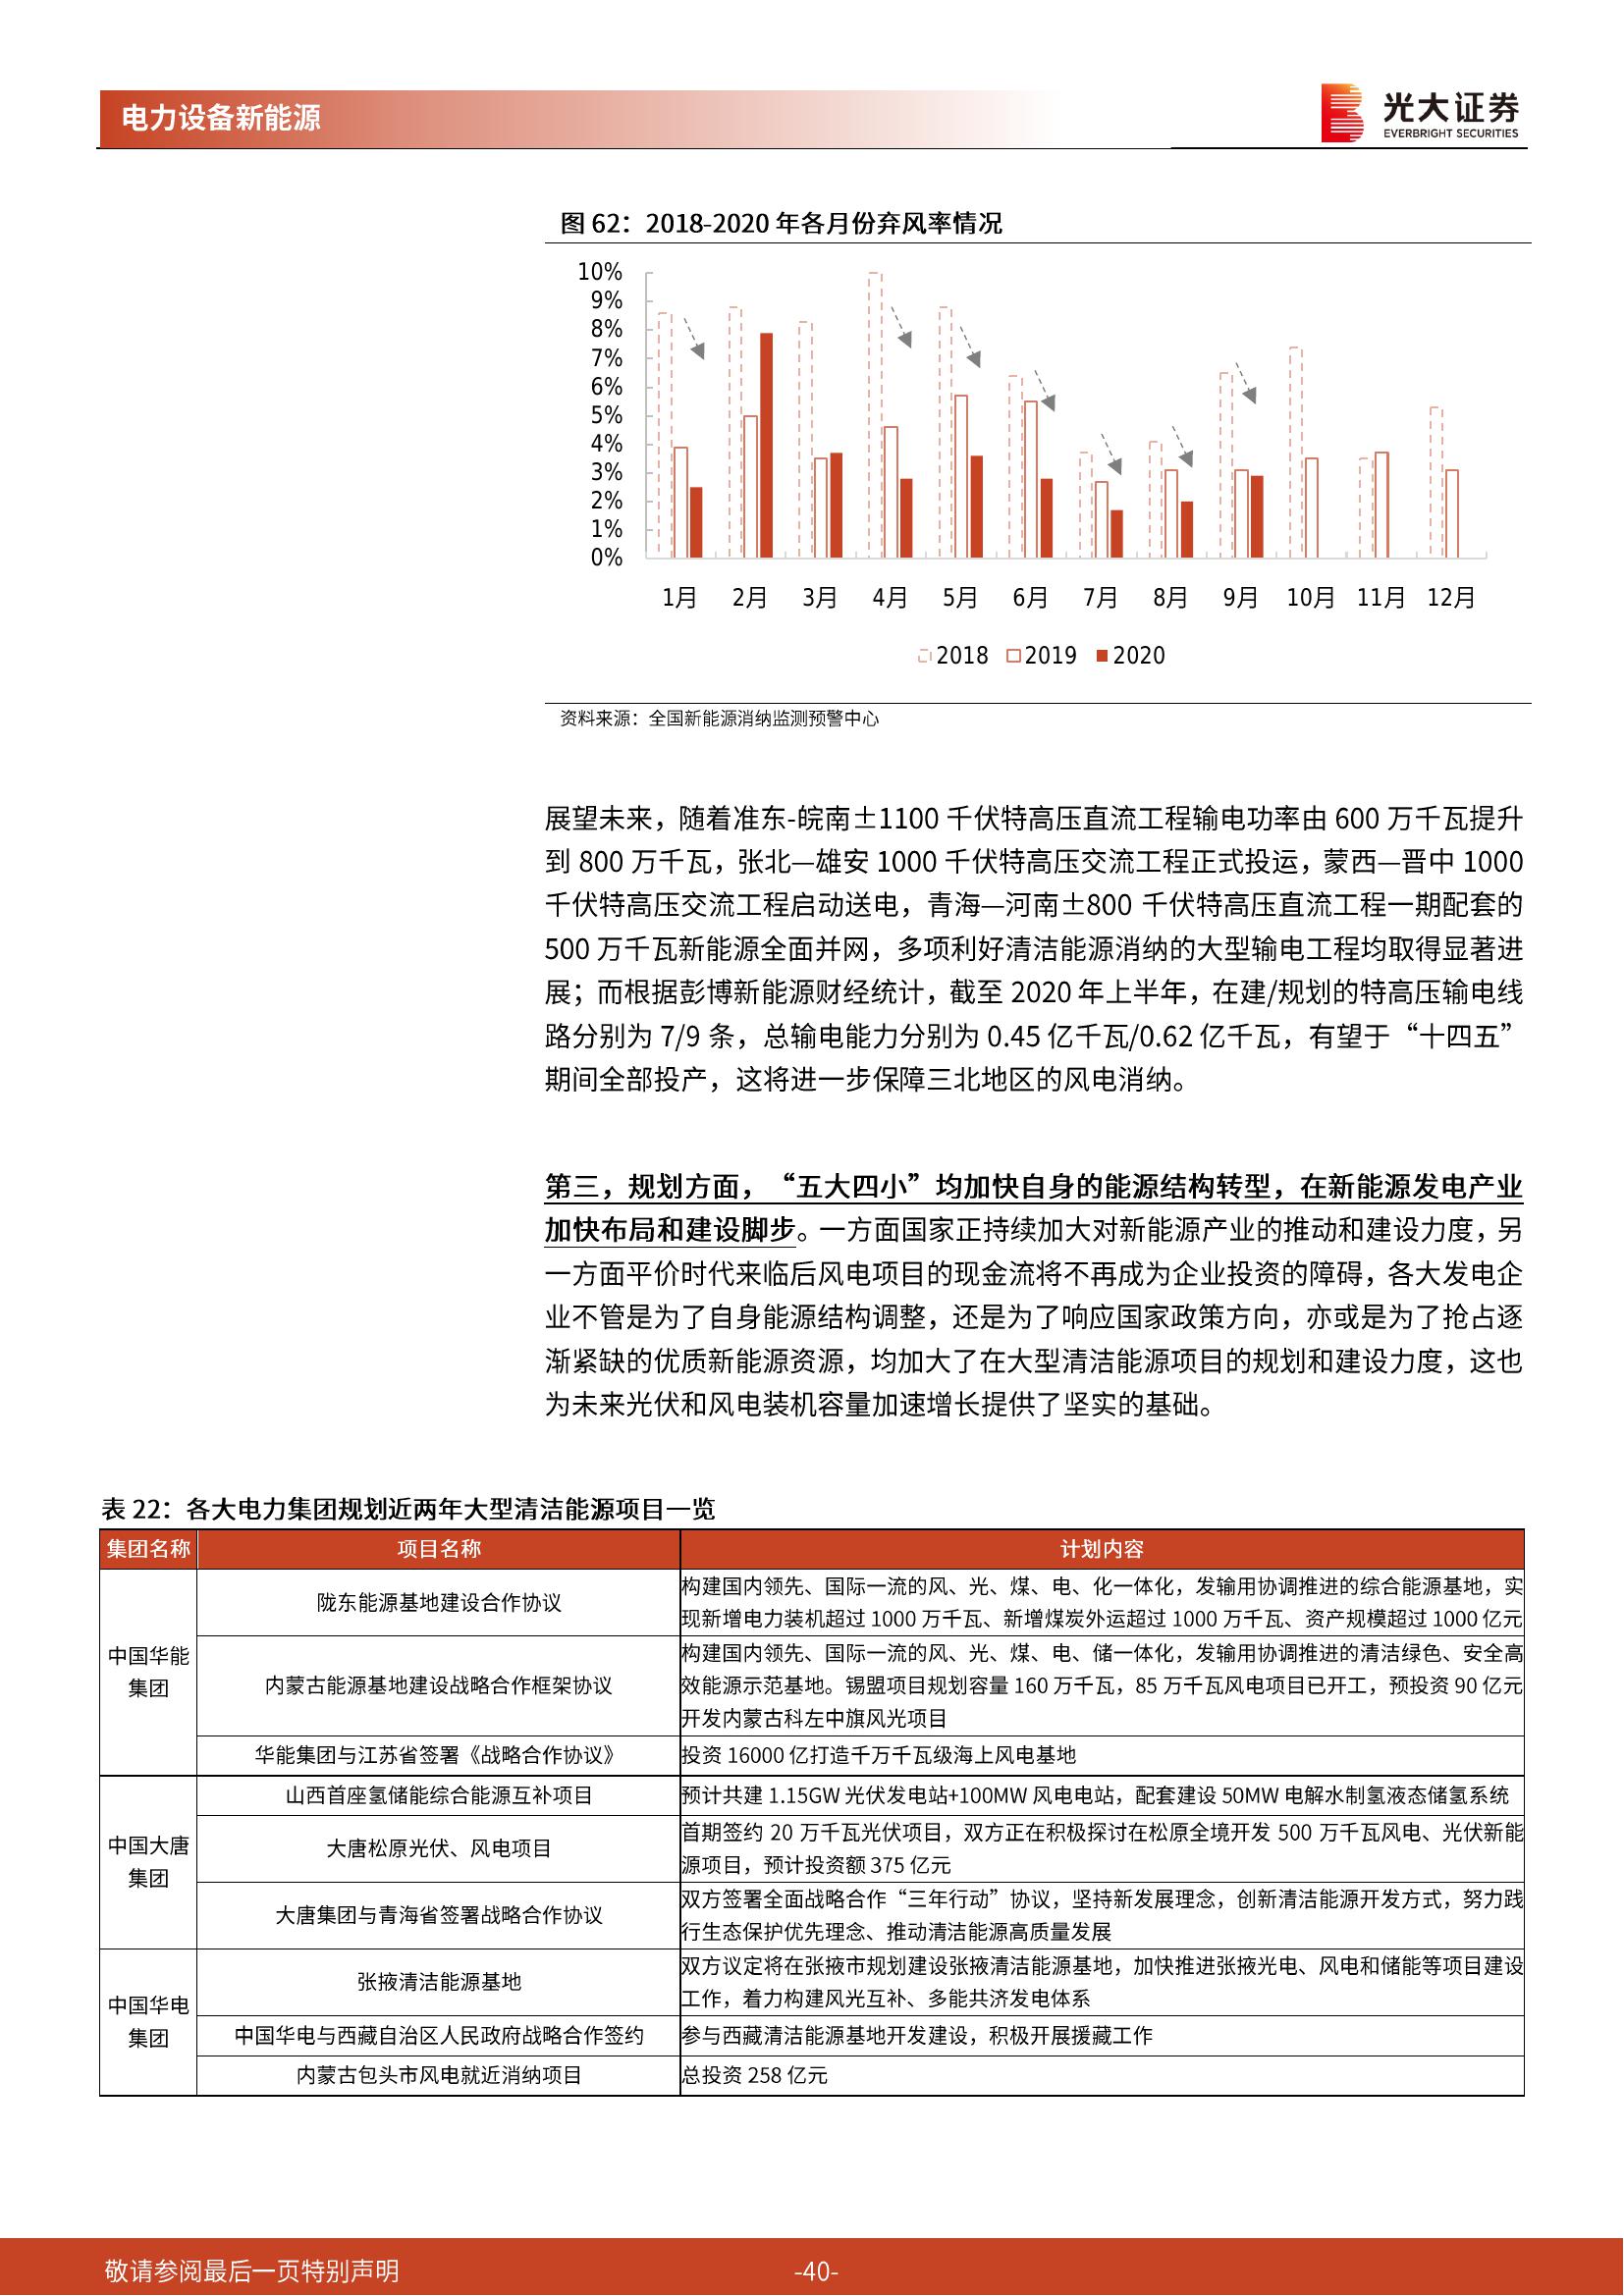 电力设备新能源
光大证券
EVERBRIGHT SECURITIES
图 62：2018-2020 年各月份弃风率情况
10%
9%
8%
7%
6%
5%
4%
3%
2%
1%
0%
1月 2月 3月 4月 5月 6月 7月 8月 9月 10月 11月 12月
2018 2019 2020
资料来源：全国新能源消纳监测预警中心
展望未来，随着准东-皖南±1100 千伏特高压直流工程输电功率由 600 万千瓦提升
到 800 万千瓦，张北—雄安 1000 千伏特高压交流工程正式投运，蒙西—晋中 1000
千伏特高压交流工程启动送电，青海—河南±800 千伏特高压直流工程一期配套的
500 万千瓦新能源全面并网，多项利好清洁能源消纳的大型输电工程均取得显著进
展；而根据彭博新能源财经统计，截至 2020 年上半年，在建/规划的特高压输电线
路分别为 7/9 条，总输电能力分别为 0.45 亿千瓦/0.62 亿千瓦，有望于“十四五”
期间全部投产，这将进一步保障三北地区的风电消纳。
第三，规划方面，“五大四小”均加快自身的能源结构转型，在新能源发电产业
加快布局和建设脚步。一方面国家正持续加大对新能源产业的推动和建设力度，另
一方面平价时代来临后风电项目的现金流将不再成为企业投资的障碍，各大发电企
业不管是为了自身能源结构调整，还是为了响应国家政策方向，亦或是为了抢占逐
渐紧缺的优质新能源资源，均加大了在大型清洁能源项目的规划和建设力度，这也
为未来光伏和风电装机容量加速增长提供了坚实的基础。
表 22：各大电力集团规划近两年大型清洁能源项目一览
集团名称 项目名称 计划内容
中国华能
集团
陇东能源基地建设合作协议
构建国内领先、国际一流的风、光、煤、电、化一体化，发输用协调推进的综合能源基地，实
现新增电力装机超过 1000 万千瓦、新增煤炭外运超过 1000 万千瓦、资产规模超过 1000 亿元
内蒙古能源基地建设战略合作框架协议
构建国内领先、国际一流的风、光、煤、电、储一体化，发输用协调推进的清洁绿色、安全高
效能源示范基地。锡盟项目规划容量 160 万千瓦，85 万千瓦风电项目已开工，预投资 90 亿元
开发内蒙古科左中旗风光项目
华能集团与江苏省签署《战略合作协议》 投资 16000 亿打造千万千瓦级海上风电基地
中国大唐
集团
山西首座氢储能综合能源互补项目 预计共建 1.15GW 光伏发电站+100MW 风电电站，配套建设 50MW 电解水制氢液态储氢系统
大唐松原光伏、风电项目
首期签约 20 万千瓦光伏项目，双方正在积极探讨在松原全境开发 500 万千瓦风电、光伏新能
源项目，预计投资额 375 亿元
大唐集团与青海省签署战略合作协议
双方签署全面战略合作“三年行动”协议，坚持新发展理念，创新清洁能源开发方式，努力践
行生态保护优先理念、推动清洁能源高质量发展
中国华电
集团
张掖清洁能源基地
双方议定将在张掖市规划建设张掖清洁能源基地，加快推进张掖光电、风电和储能等项目建设
工作，着力构建风光互补、多能共济发电体系
中国华电与西藏自治区人民政府战略合作签约 参与西藏清洁能源基地开发建设，积极开展援藏工作
内蒙古包头市风电就近消纳项目 总投资 258 亿元
敬请参阅最后一页特别声明 -40-